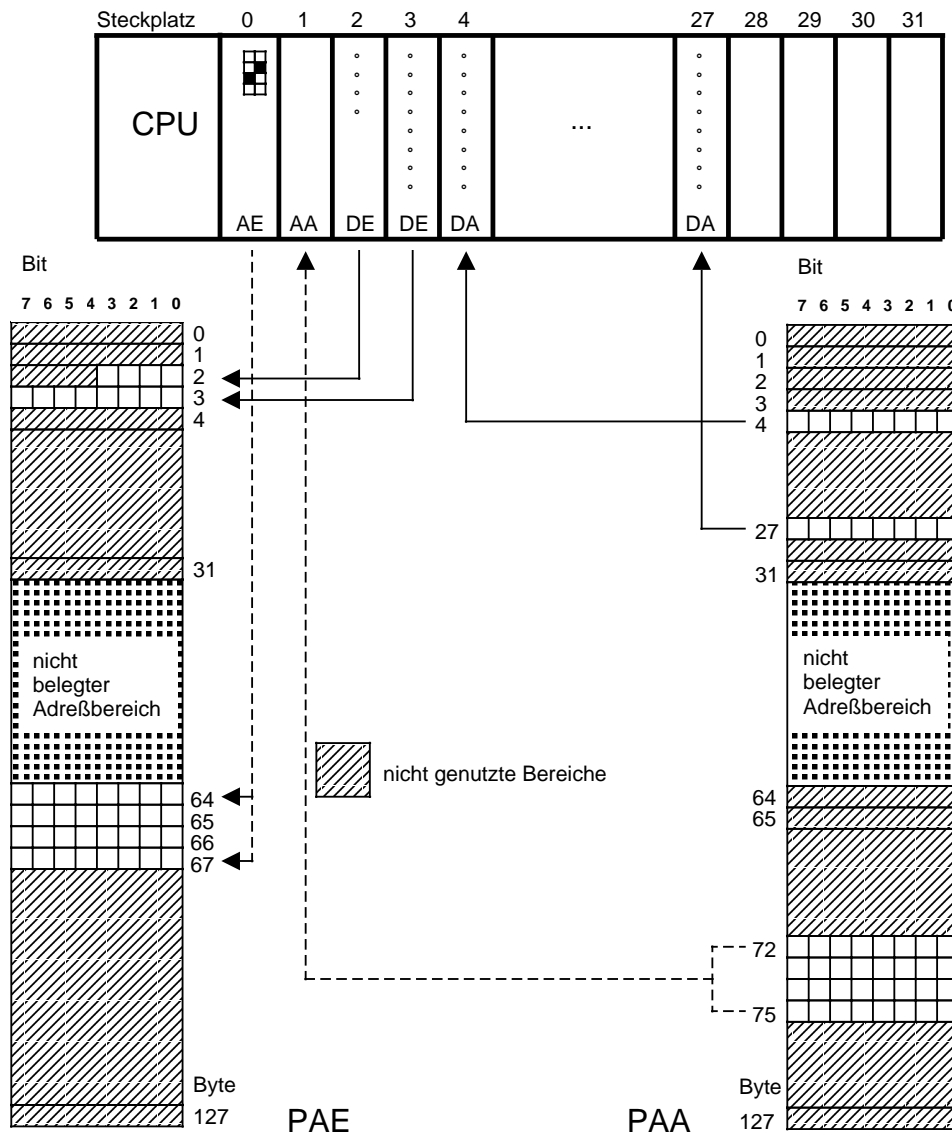 Steckplatz 0 1 2 3 4 27 28 29 30 31
CPU
...
AE AA DE DE DA DA
Bit
Bit
7 6 5 4 3 2 1 0
7 6 5 4 3 2 1 0
0
1
2
3
4
31
nicht
belegter
Adreßbereich
64
65
66
67
Byte
127
PAE
nicht genutzte Bereiche
0
1
2
3
4
27
31
nicht
belegter
Adreßbereich
64
65
72
75
Byte
127
PAA